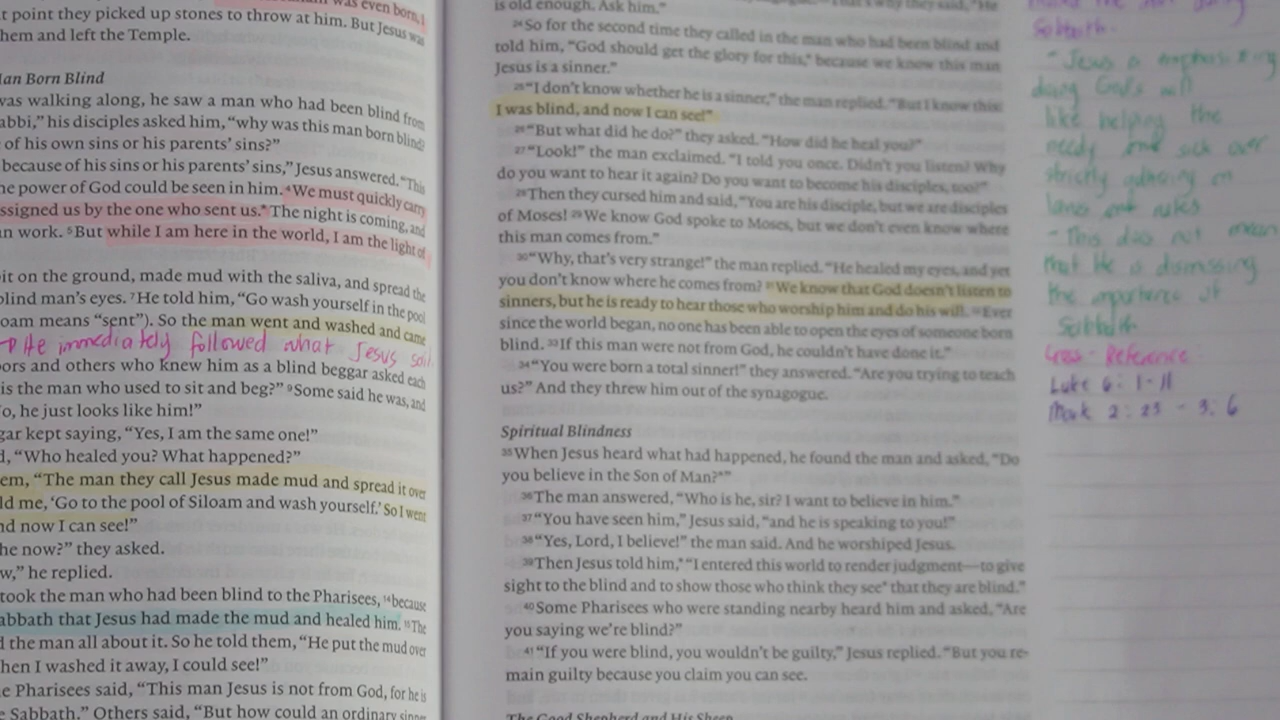 was even born, I
t point they picked up stones to throw at him. But Jesus was
hem and left the Temple.
Man Born Blind
was walking along, he saw a man who had been blind from
abbi,” his disciples asked him, “why was this man born blind?
of his own sins or his parents’ sins?”
because of his sins or his parents’ sins,” Jesus answered. “This
he power of God could be seen in him. 4We must quickly carry
ssigned us by the one who sent us.* The night is coming, and
an work. 5But while I am here in the world, I am the light of
it on the ground, made mud with the saliva, and spread the
blind man’s eyes. 7He told him, “Go wash yourself in the pool
oam means “sent”). So the man went and washed and came
He immediately followed what Jesus said
ors and others who knew him as a blind beggar asked each
is the man who used to sit and beg?” 9Some said he was, and
o, he just looks like him!”
gar kept saying, “Yes, I am the same one!”
d, “Who healed you? What happened?”
em, “The man they call Jesus made mud and spread it over
ld me, ‘Go to the pool of Siloam and wash yourself.’ So I went
nd now I can see!”
he now?” they asked.
w,” he replied.
took the man who had been blind to the Pharisees, 14because
abbath that Jesus had made the mud and healed him. 15The
d the man all about it. So he told them, “He put the mud over
hen I washed it away, I could see!”
e Pharisees said, “This man Jesus is not from God, for he is
e Sabbath.” Others said, “But how could an ordinary sinner
is old enough. Ask him.”
24So for the second time they called in the man who had been blind and
told him, “God should get the glory for this,* because we know this man
Jesus is a sinner.”
25“I don’t know whether he is a sinner,” the man replied. “But I know this:
I was blind, and now I can see!”
26“But what did he do?” they asked. “How did he heal you?”
27“Look!” the man exclaimed. “I told you once. Didn’t you listen? Why
do you want to hear it again? Do you want to become his disciples, too?”
28Then they cursed him and said, “You are his disciple, but we are disciples
of Moses! 29We know God spoke to Moses, but we don’t even know where
this man comes from.”
30“Why, that’s very strange!” the man replied. “He healed my eyes, and yet
you don’t know where he comes from? 31We know that God doesn’t listen to
sinners, but he is ready to hear those who worship him and do his will. 32Ever
since the world began, no one has been able to open the eyes of someone born
blind. 33If this man were not from God, he couldn’t have done it.”
34“You were born a total sinner!” they answered. “Are you trying to teach
us?” And they threw him out of the synagogue.
Spiritual Blindness
35When Jesus heard what had happened, he found the man and asked, “Do
you believe in the Son of Man?*”
36The man answered, “Who is he, sir? I want to believe in him.”
37“You have seen him,” Jesus said, “and he is speaking to you!”
38“Yes, Lord, I believe!” the man said. And he worshiped Jesus.
39Then Jesus told him,* “I entered this world to render judgment—to give
sight to the blind and to show those who think they see* that they are blind.”
40Some Pharisees who were standing nearby heard him and asked, “Are
you saying we’re blind?”
41“If you were blind, you wouldn’t be guilty,” Jesus replied. “But you re-
main guilty because you claim you can see.
The Good Shepherd and His Sheep
Sabbath.
- Jesus is emphasizing
doing God's will
like helping the
needy and sick over
strictly adhering on
laws and rules
- This does not mean
that He is dismissing
the importance of
Sabbath
Cross-Reference:
Luke 6: 1-11
Mark 2: 23 - 3: 6